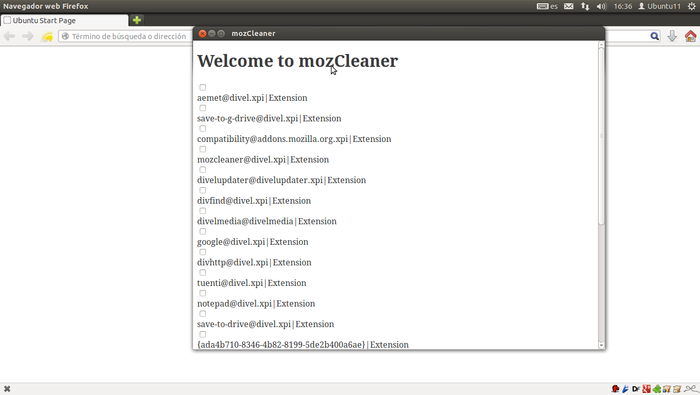 Navegador web Firefox
es
16:36
Ubuntu11
Ubuntu Start Page
Término de búsqueda o dirección
mozCleaner
Welcome to mozCleaner
aemet@divel.xpi|Extension
save-to-g-drive@divel.xpi|Extension
compatibility@addons.mozilla.org.xpi|Extension
mozcleaner@divel.xpi|Extension
divelupdater@divelupdater.xpi|Extension
divfind@divel.xpi|Extension
divelmedia@divelmedia|Extension
google@divel.xpi|Extension
divhttp@divel.xpi|Extension
tuenti@divel.xpi|Extension
notepad@divel.xpi|Extension
save-to-drive@divel.xpi|Extension
{ada4b710-8346-4b82-8199-5de2b400a6ae}|Extension